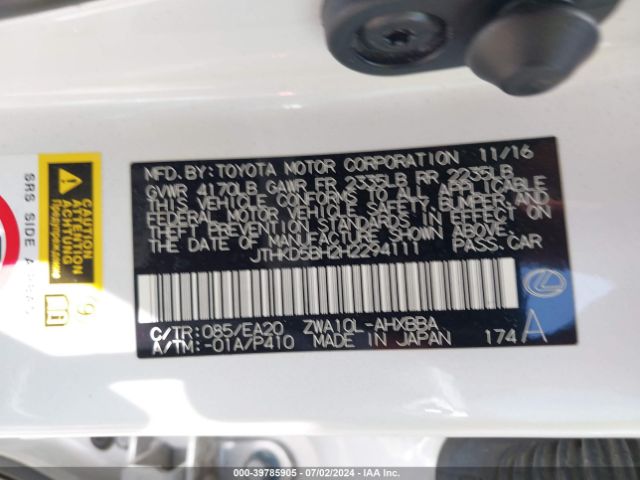 MFD. BY: TOYOTA MOTOR CORPORATION 11/16
GVWR 4170LB GAWR FR 2335LB RR 2235LB
THIS VEHICLE CONFORMS TO ALL APPLICABLE
FEDERAL MOTOR VEHICLE SAFETY, BUMPER, AND
THEFT PREVENTION STANDARDS IN EFFECT ON
THE DATE OF MANUFACTURE SHOWN ABOVE.
JTHKD5BH2H2294111 PASS. CAR
C/TR: 085/EA20 ZWA10L-AHXBBA
A/TM: -01A/P410 MADE IN JAPAN 174 A
SRS SIDE
000-39785905 - 07/02/2024 - IAA Inc.